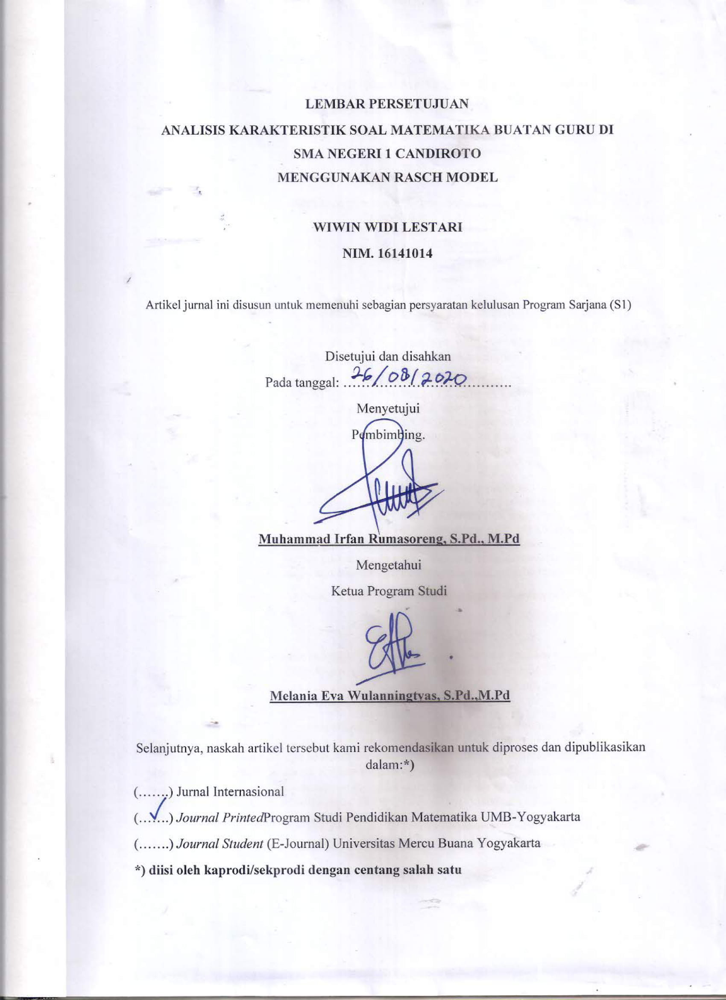 LEMBAR PERSETUJUAN
ANALISIS KARAKTERISTIK SOAL MATEMATIKA BUATAN GURU DI
SMA NEGERI 1 CANDIROTO
MENGGUNAKAN RASCH MODEL
WIWIN WIDI LESTARI
NIM. 16141014
Artikel jurnal ini disusun untuk memenuhi sebagian persyaratan kelulusan Program Sarjana (S1)
Disetujui dan disahkan
Pada tanggal: 26/08/2020
Menyetujui
Pembimbing.
Muhammad Irfan Rumasoreng, S.Pd., M.Pd
Mengetahui
Ketua Program Studi
Melania Eva Wulanningtyas, S.Pd.,M.Pd
Selanjutnya, naskah artikel tersebut kami rekomendasikan untuk diproses dan dipublikasikan
dalam:*)
(.......) Jurnal Internasional
(...✓...) Journal PrintedProgram Studi Pendidikan Matematika UMB-Yogyakarta
(.......) Journal Student (E-Journal) Universitas Mercu Buana Yogyakarta
*) diisi oleh kaprodi/sekprodi dengan centang salah satu